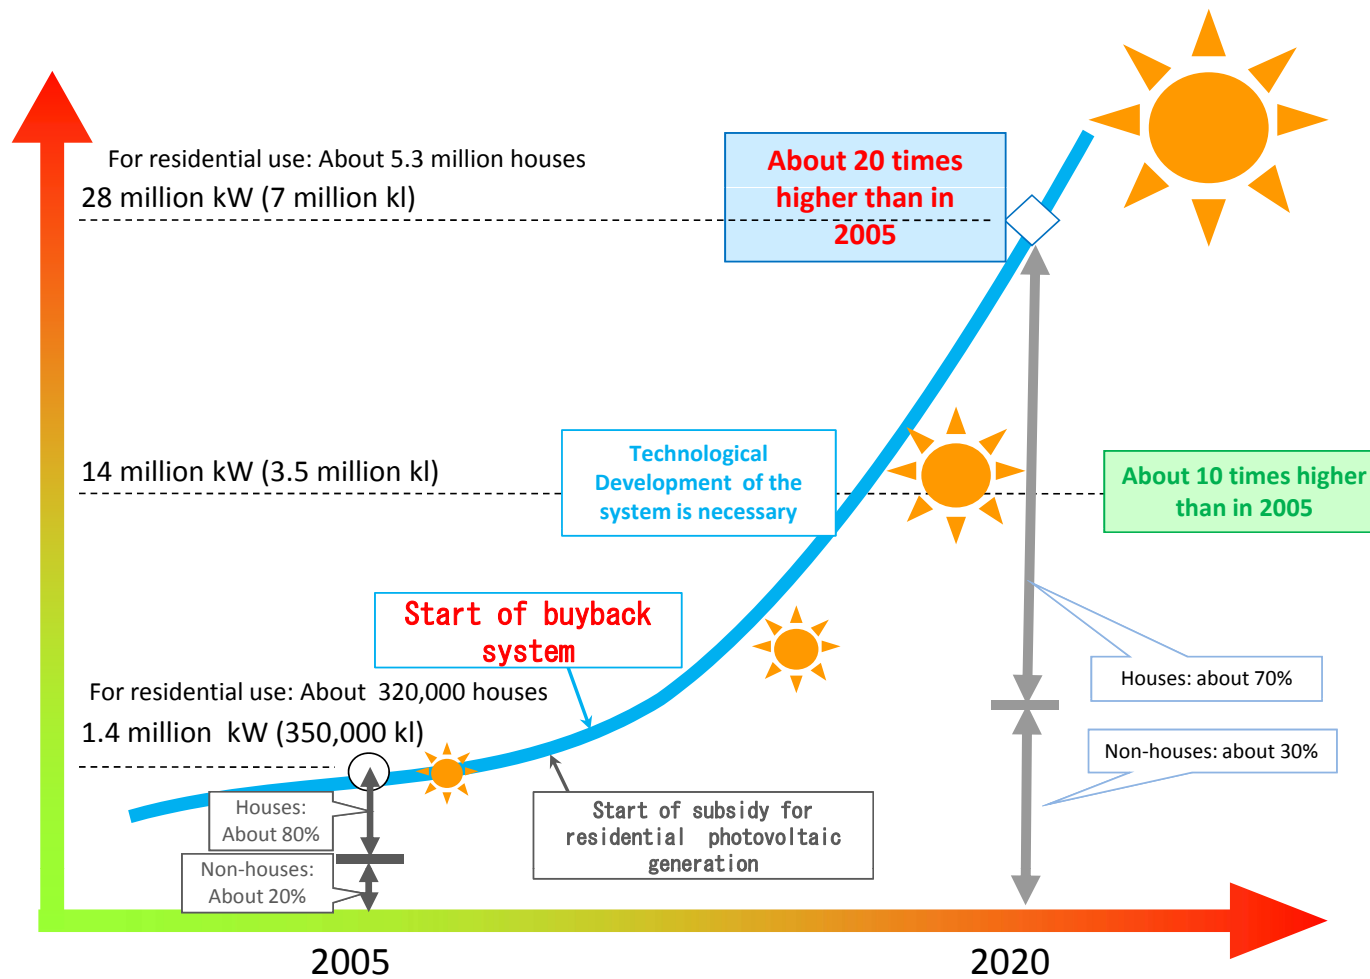 For residential use: About 5.3 million houses
28 million kW (7 million kl)
About 20 times
higher than in
2005
14 million kW (3.5 million kl)
Technological
Development of the
system is necessary
About 10 times higher
than in 2005
Start of buyback
system
For residential use: About 320,000 houses
1.4 million kW (350,000 kl)
Houses: about 70%
Non-houses: about 30%
Houses:
About 80%
Non-houses:
About 20%
Start of subsidy for
residential photovoltaic
generation
2005
2020